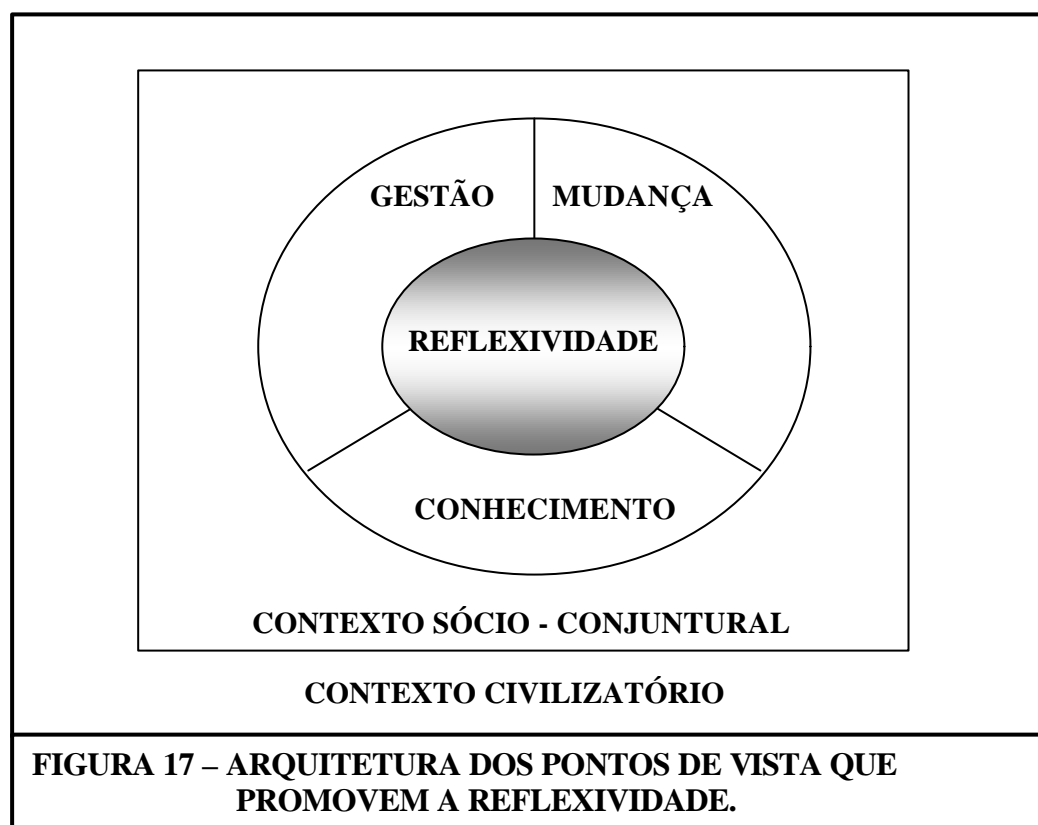 GESTÃO MUDANÇA
REFLEXIVIDADE
CONHECIMENTO
CONTEXTO SÓCIO - CONJUNTURAL
CONTEXTO CIVILIZATÓRIO
FIGURA 17 – ARQUITETURA DOS PONTOS DE VISTA QUE
PROMOVEM A REFLEXIVIDADE.